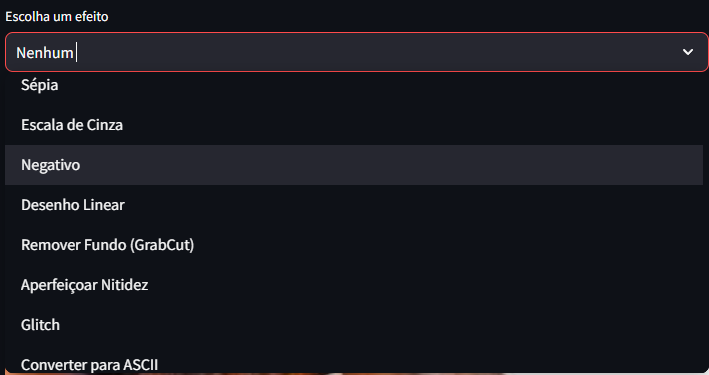 Escolha um efeito
Nenhum
Sépia
Escala de Cinza
Negativo
Desenho Linear
Remover Fundo (GrabCut)
Aperfeiçoar Nitidez
Glitch
Converter para ASCII